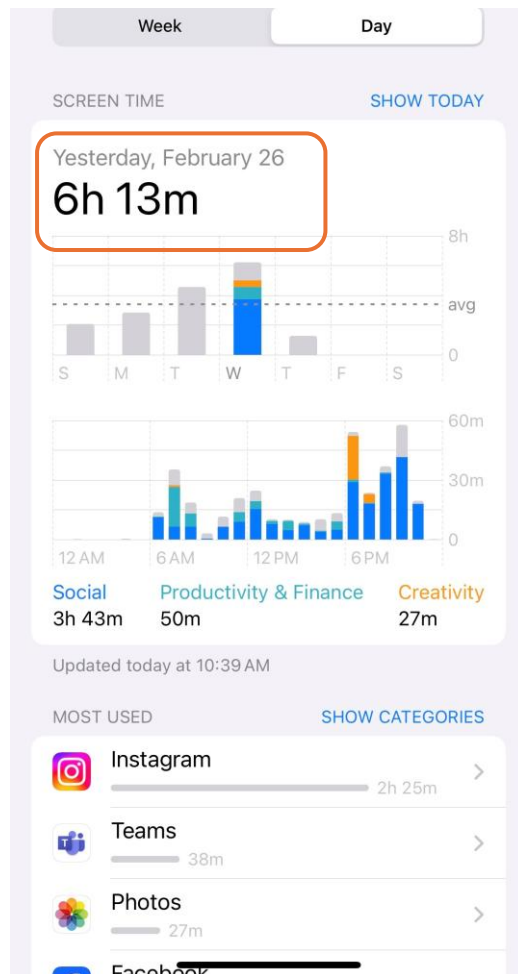 Week Day
SCREEN TIME SHOW TODAY
Yesterday, February 26
6h 13m
8h
avg
0
S M T W T F S
60m
30m
0
12 AM 6 AM 12 PM 6 PM
Social Productivity & Finance Creativity
3h 43m 50m 27m
Updated today at 10:39 AM
MOST USED SHOW CATEGORIES
Instagram
2h 25m
Teams
38m
Photos
27m
Facebook